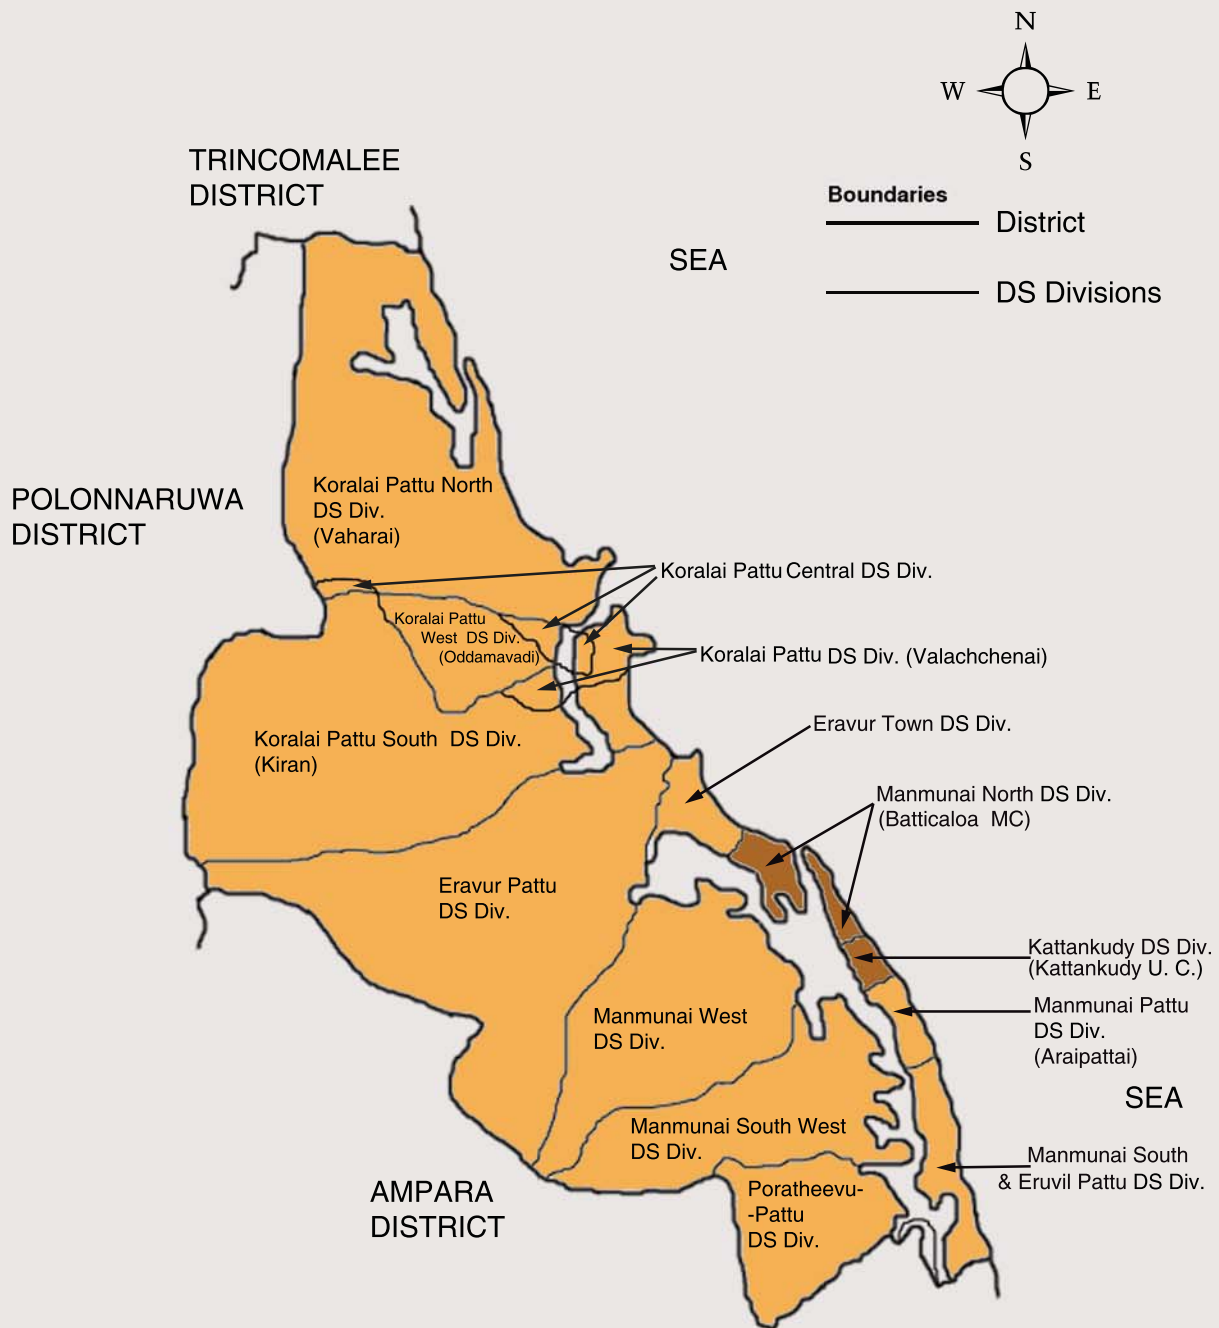 N
W
E
S
TRINCOMALEE
DISTRICT
Boundaries
District
SEA
DS Divisions
Koralai Pattu North
DS Div.
(Vaharai)
POLONNARUWA
DISTRICT
Koralai Pattu Central DS Div.
Koralai Pattu
West DS Div.
(Oddamavadi)
Koralai Pattu DS Div. (Valachchenai)
Koralai Pattu South DS Div.
(Kiran)
Eravur Town DS Div.
Manmunai North DS Div.
(Batticaloa MC)
Eravur Pattu
DS Div.
Kattankudy DS Div.
(Kattankudy U. C.)
Manmunai West
DS Div.
Manmunai Pattu
DS Div.
(Araipattai)
SEA
Manmunai South West
DS Div.
Manmunai South
& Eruvil Pattu DS Div.
AMPARA
DISTRICT
Poratheevu-
-Pattu
DS Div.